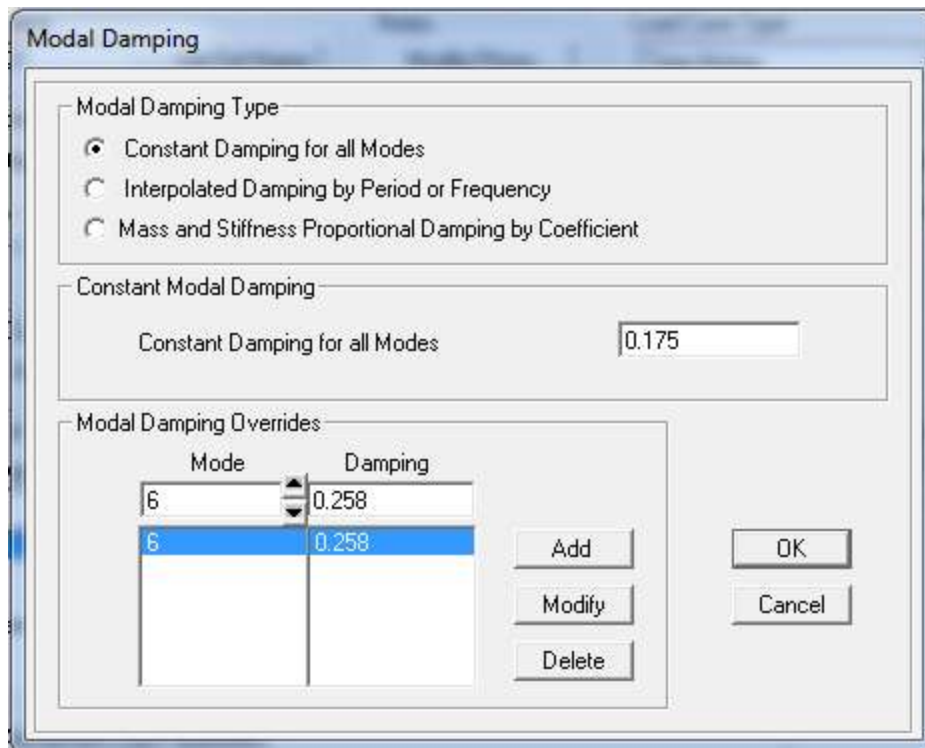 Modal Damping
Modal Damping Type
Constant Damping for all Modes
Interpolated Damping by Period or Frequency
Mass and Stiffness Proportional Damping by Coefficient
Constant Modal Damping
Constant Damping for all Modes 0.175
Modal Damping Overrides
Mode Damping
6 0.258
6 0.258
Add
Modify
Delete
OK
Cancel